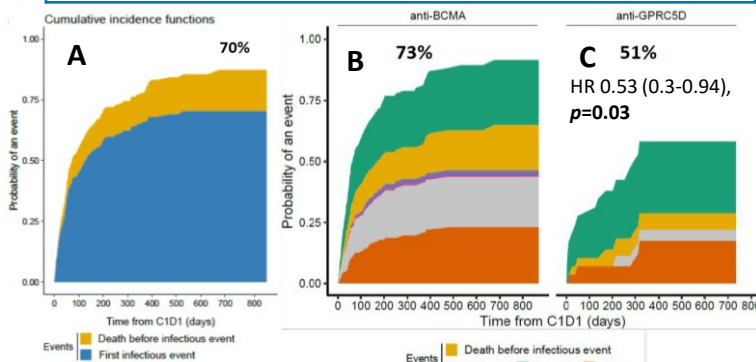 Cumulative incidence functions
A
70%
Probability of an event
1.00
0.75
0.50
0.25
0.00
0 100 200 300 400 500 600 700 800
Time from C1D1 (days)
Events
Death before infectious event
First infectious event
anti-BCMA
B
73%
Probability of an event
1.00
0.75
0.50
0.25
0.00
0 100 200 300 400 500 600 700 800
anti-GPRC5D
C
51%
HR 0.53 (0.3-0.94),
p=0.03
0 100 200 300 400 500 600 700 800
Time from C1D1 (days)
Events
Death before infectious event